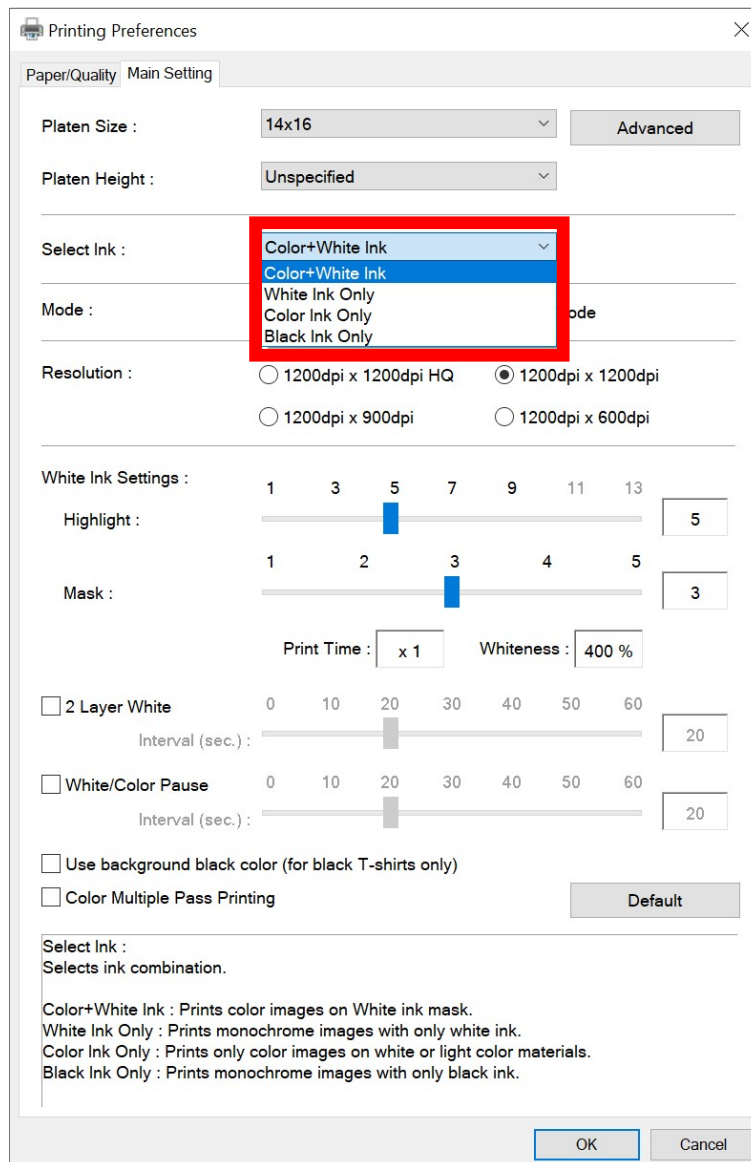 Printing Preferences
Paper/Quality Main Setting
Platen Size : 14x16 Advanced
Platen Height : Unspecified
Select Ink : Color+White Ink
Color+White Ink
White Ink Only
Mode :
Color Ink Only
Black Ink Only
Resolution : 1200dpi x 1200dpi HQ 1200dpi x 1200dpi
1200dpi x 900dpi 1200dpi x 600dpi
White Ink Settings : 1 3 5 7 9 11 13
Highlight : 5
1 2 3 4 5
Mask : 3
Print Time : x 1 Whiteness : 400 %
2 Layer White 0 10 20 30 40 50 60
Interval (sec.) : 20
White/Color Pause 0 10 20 30 40 50 60
Interval (sec.) : 20
Use background black color (for black T-shirts only)
Color Multiple Pass Printing Default
Select Ink :
Selects ink combination.
Color+White Ink : Prints color images on White ink mask.
White Ink Only : Prints monochrome images with only white ink.
Color Ink Only : Prints only color images on white or light color materials.
Black Ink Only : Prints monochrome images with only black ink.
OK Cancel